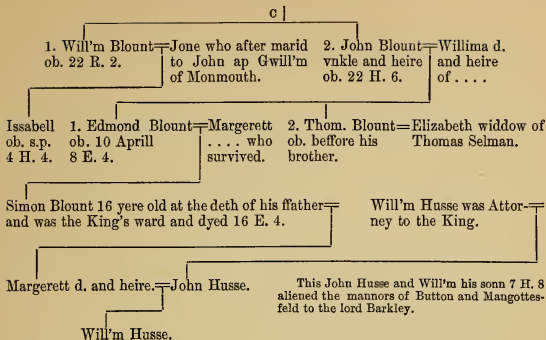 C
1. Will'm Blount
ob. 22 R. 2.
Jone who after marid
to John ap Gwill'm
of Monmouth.
2. John Blount
vnkle and heire
ob. 22 H. 6.
Willima d.
and heire
of . . . .
Issabell
ob. s.p.
4 H. 4.
1. Edmond Blount
ob. 10 Aprill
8 E. 4.
Margerett
. . . . who
survived.
2. Thom. Blount
ob. beffore his
brother.
Elizabeth widdow of
Thomas Selman.
Simon Blount 16 yere old at the deth of his ffather
and was the King's ward and dyed 16 E. 4.
Will'm Husse was Attor-
ney to the King.
Margerett d. and heire.
John Husse.
This John Husse and Will'm his sonn 7 H. 8
aliened the mannors of Button and Mangottes-
feld to the lord Barkley.
Will'm Husse.